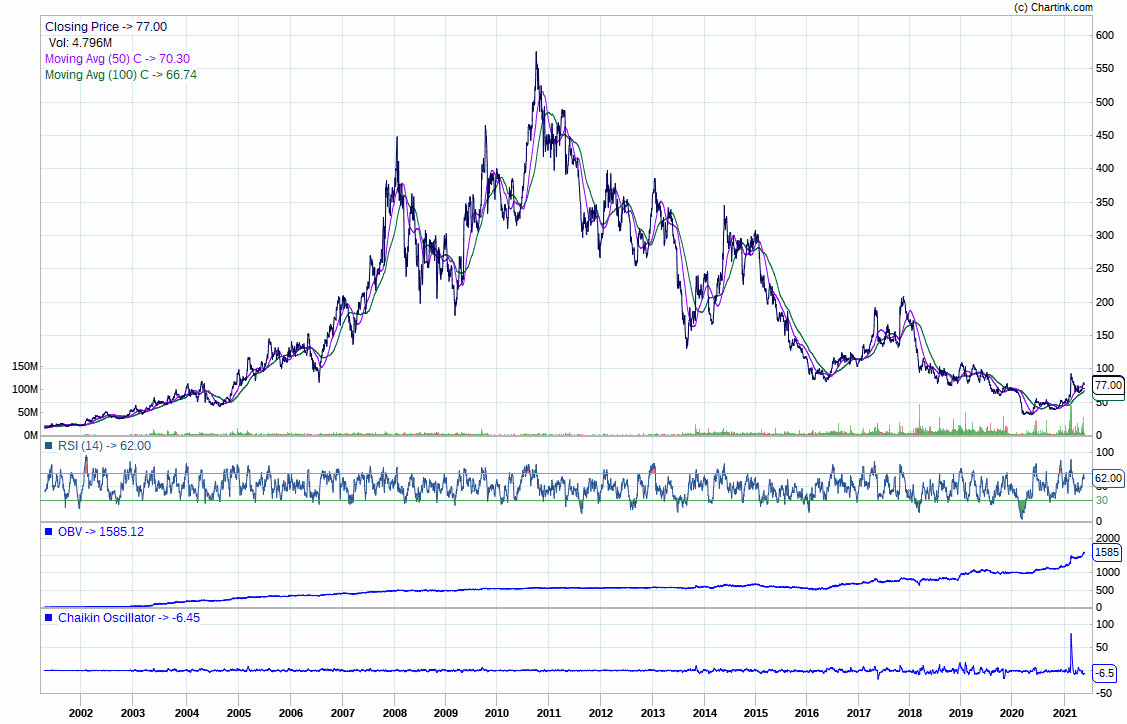 (c) Chartink.com
Closing Price -> 77.00
Vol: 4.796M
Moving Avg (50) C -> 70.30
Moving Avg (100) C -> 66.74
600
550
500
450
400
350
300
250
200
150
100
77.00
50
0
150M
100M
50M
0M
RSI (14) -> 62.00
100
62.00
30
0
OBV -> 1585.12
2000
1585
1000
500
0
Chaikin Oscillator -> -6.45
100
50
-6.5
-50
2002 2003 2004 2005 2006 2007 2008 2009 2010 2011 2012 2013 2014 2015 2016 2017 2018 2019 2020 2021